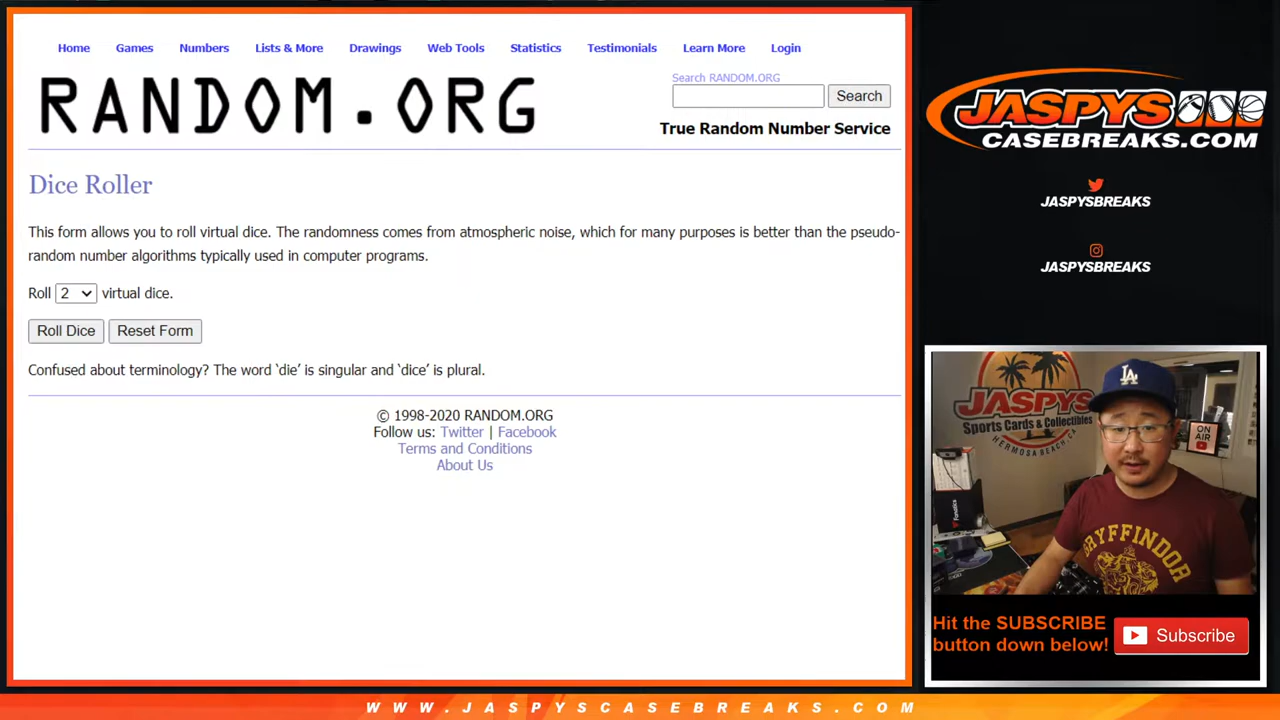 Home Games Numbers Lists & More Drawings Web Tools Statistics Testimonials Learn More Login
RANDOM.ORG
Search RANDOM.ORG
Search
True Random Number Service
Dice Roller
This form allows you to roll virtual dice. The randomness comes from atmospheric noise, which for many purposes is better than the pseudo-
random number algorithms typically used in computer programs.
Roll 2 virtual dice.
Roll Dice Reset Form
Confused about terminology? The word ‘die’ is singular and ‘dice’ is plural.
© 1998-2020 RANDOM.ORG
Follow us: Twitter | Facebook
Terms and Conditions
About Us
JASPYS
CASEBREAKS.COM
JASPYSBREAKS
JASPYSBREAKS
JASPYS
Sports Cards & Collectibles
HERMOSA BEACH, CA
LA
ON
AIR
Fanatics
GRYFFINDOR
Hit the SUBSCRIBE
button down below!
Subscribe
WWW.JASPYSCASEBREAKS.COM